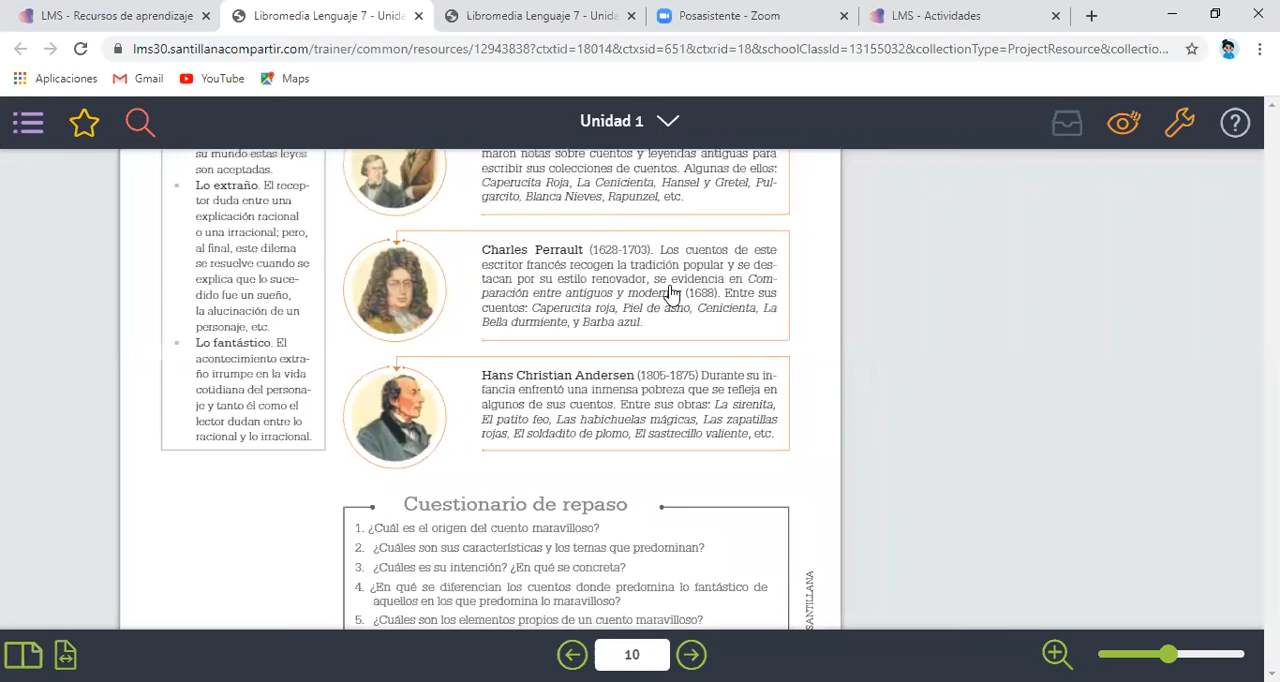 LMS - Recursos de aprendizaje
Libromedia Lenguaje 7 - Unida
Libromedia Lenguaje 7 - Unida
Posasistente - Zoom
LMS - Actividades
lms30.santillanacompartir.com/trainer/common/resources/12943838?ctxtid=18014&ctxsid=651&ctxrid=18&schoolClassId=13155032&collectionType=ProjectResource&collectio...
Aplicaciones
Gmail
YouTube
Maps
Unidad 1
su mundo estas leyes
son aceptadas.
Lo extraño. El recep-
tor duda entre una
explicación racional
o una irracional; pero,
al final, este dilema
se resuelve cuando se
explica que lo suce-
dido fue un sueño,
la alucinación de un
personaje, etc.
Lo fantástico. El
acontecimiento extra-
ño irrumpe en la vida
cotidiana del persona-
je y tanto él como el
lector dudan entre lo
racional y lo irracional.
maron notas sobre cuentos y leyendas antiguas para
escribir sus colecciones de cuentos. Algunas de ellos:
Caperucita Roja, La Cenicienta, Hansel y Gretel, Pul-
garcito, Blanca Nieves, Rapunzel, etc.
Charles Perrault (1628-1703). Los cuentos de este
escritor francés recogen la tradición popular y se des-
tacan por su estilo renovador, se evidencia en Com-
paración entre antiguos y (1688). Entre sus
cuentos: Caperucita roja, Piel de asno, Cenicienta, La
Bella durmiente, y Barba azul.
Hans Christian Andersen (1805-1875) Durante su in-
fancia enfrentó una inmensa pobreza que se refleja en
algunos de sus cuentos. Entre sus obras: La sirenita,
El patito feo, Las habichuelas mágicas, Las zapatillas
rojas, El soldadito de plomo, El sastrecillo valiente, etc.
Cuestionario de repaso
1. ¿Cuál es el origen del cuento maravilloso?
2. ¿Cuáles son sus características y los temas que predominan?
3. ¿Cuáles es su intención? ¿En qué se concreta?
4. ¿En qué se diferencian los cuentos donde predomina lo fantástico de
aquellos en los que predomina lo maravilloso?
5. ¿Cuáles son los elementos propios de un cuento maravilloso?
SANTILLANA
10